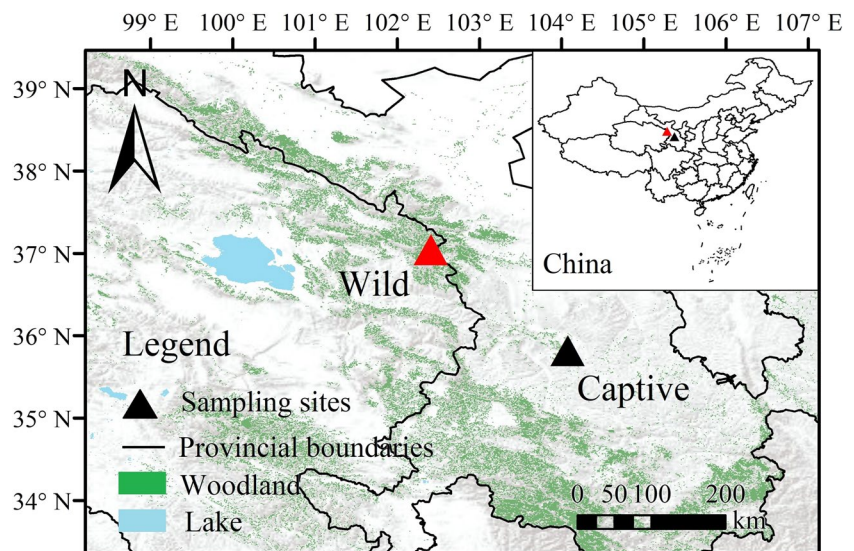 99° E 100° E 101° E 102° E 103° E 104° E 105° E 106° E 107° E
39° N
38° N
37° N
36° N
35° N
34° N
N
China
Wild
Captive
Legend
Sampling sites
Provincial boundaries
Woodland
Lake
0 50 100 200
km